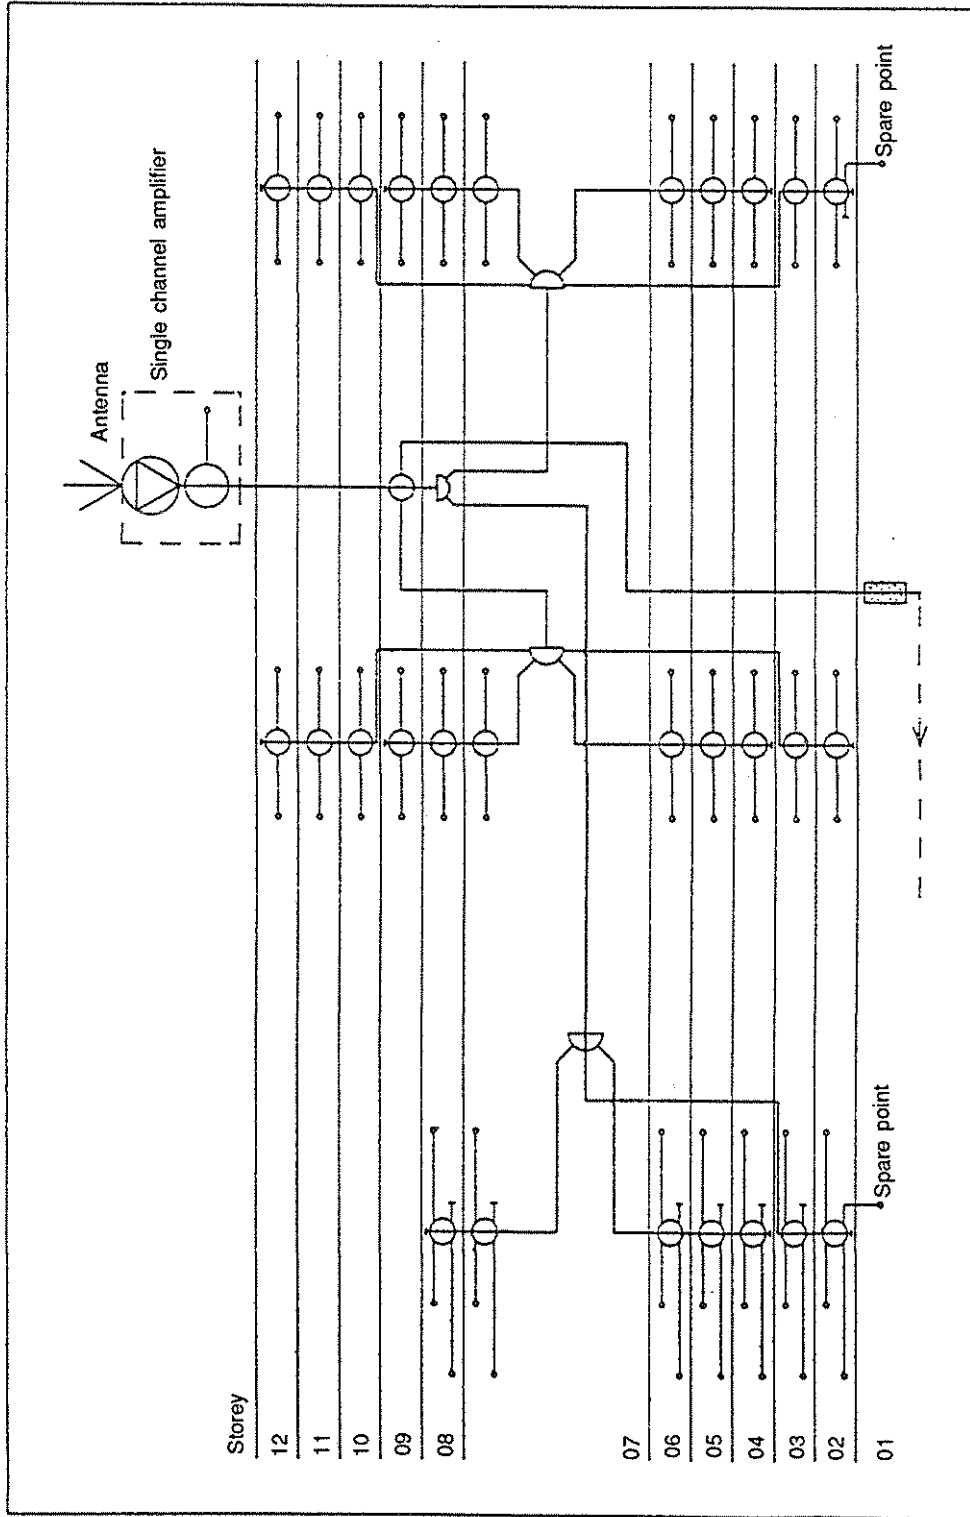 Antenna
Single channel amplifier
Storey
12
11
10
09
08
07
06
05
04
03
02
01
Spare point
Spare point